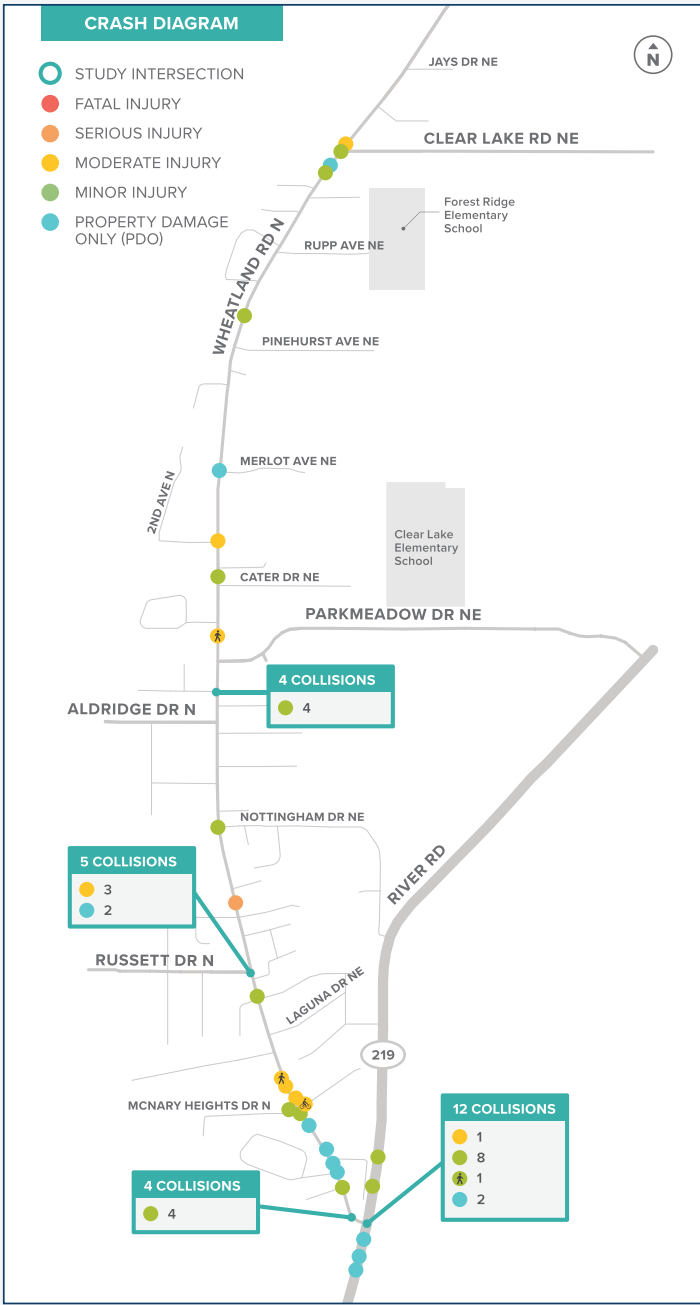 CRASH DIAGRAM
STUDY INTERSECTION
FATAL INJURY
SERIOUS INJURY
MODERATE INJURY
MINOR INJURY
PROPERTY DAMAGE
ONLY (PDO)
N
JAYS DR NE
CLEAR LAKE RD NE
Forest Ridge
Elementary
School
WHEATLAND RD N
RUPP AVE NE
PINEHURST AVE NE
MERLOT AVE NE
2ND AVE N
Clear Lake
Elementary
School
CATER DR NE
PARKMEADOW DR NE
4 COLLISIONS
4
ALDRIDGE DR N
NOTTINGHAM DR NE
5 COLLISIONS
3
2
RIVER RD
RUSSETT DR N
LAGUNA DR NE
219
MCNARY HEIGHTS DR N
12 COLLISIONS
1
8
1
2
4 COLLISIONS
4